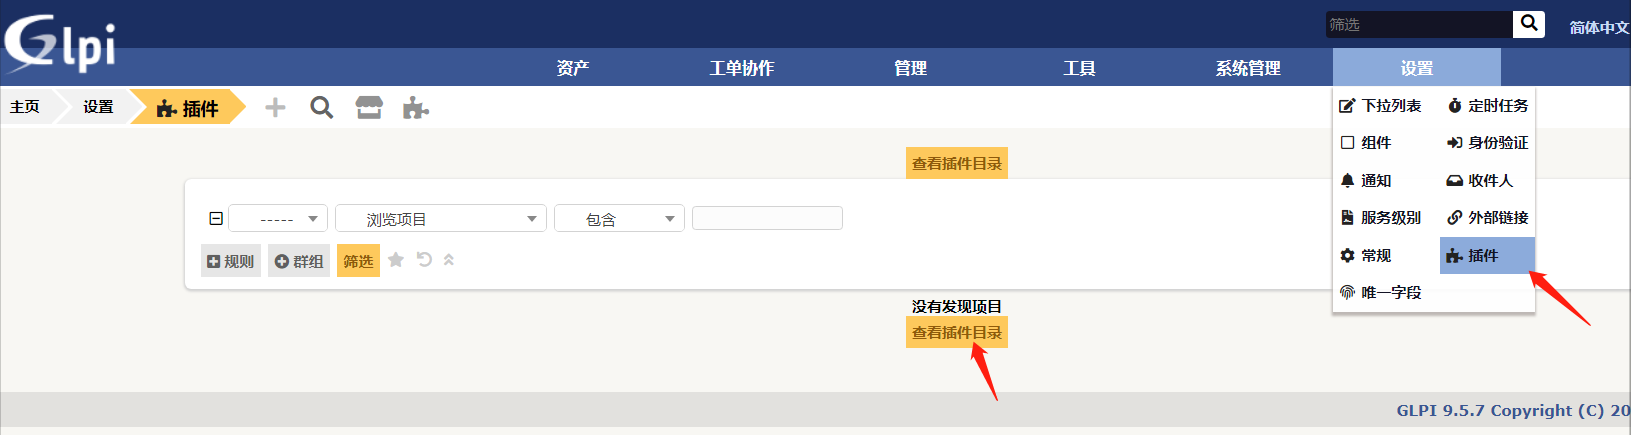 Glpi
筛选
简体中文
资产 工单协作 管理 工具 系统管理 设置
主页 设置 插件
下拉列表 定时任务
组件 身份验证
通知 收件人
服务级别 外部链接
常规 插件
唯一字段
查看插件目录
----- 浏览项目 包含
规则 群组 筛选
没有发现项目
查看插件目录
GLPI 9.5.7 Copyright (C) 20